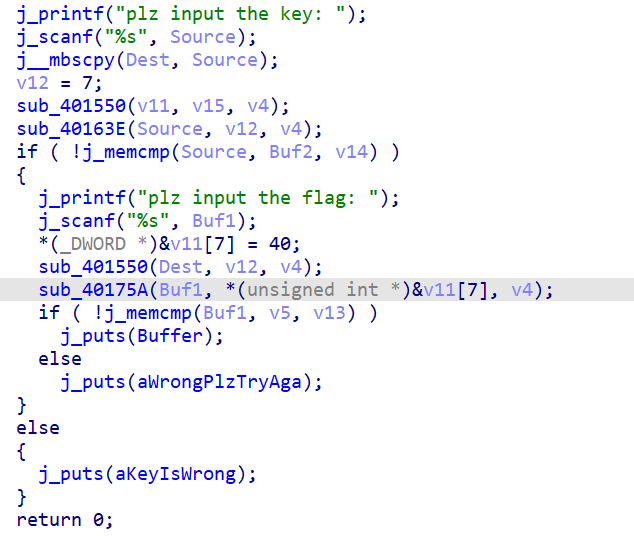 j_printf("plz input the key: ");
j_scanf("%s", Source);
j__mbscpy(Dest, Source);
v12 = 7;
sub_401550(v11, v15, v4);
sub_40163E(Source, v12, v4);
if ( !j_memcmp(Source, Buf2, v14) )
{
  j_printf("plz input the flag: ");
  j_scanf("%s", Buf1);
  *(_DWORD *)&v11[7] = 40;
  sub_401550(Dest, v12, v4);
  sub_40175A(Buf1, *(unsigned int *)&v11[7], v4);
  if ( !j_memcmp(Buf1, v5, v13) )
    j_puts(Buffer);
  else
    j_puts(aWrongPlzTryAga);
}
else
{
  j_puts(aKeyIsWrong);
}
return 0;